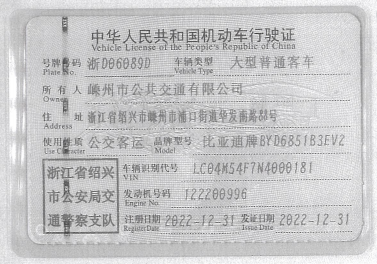 中华人民共和国机动车行驶证
Vehicle License of the People's Republic of China
号牌号码 浙D06089D 车辆类型 大型普通客车
Plate No. Vehicle Type
所有人 嵊州市公共交通有限公司
Owner
住址 浙江省绍兴市嵊州市浦口街道华发南路88号
Address
使用性质 公交客运 品牌型号 比亚迪牌BYD6851B3EV2
Use Character Model
浙江省绍兴 车辆识别代号 LC04M54F7N4000181
VIN
市公安局交 发动机号码 122200996
Engine No.
通警察支队 注册日期 2022-12-31 发证日期 2022-12-31
Register Date Issue Date